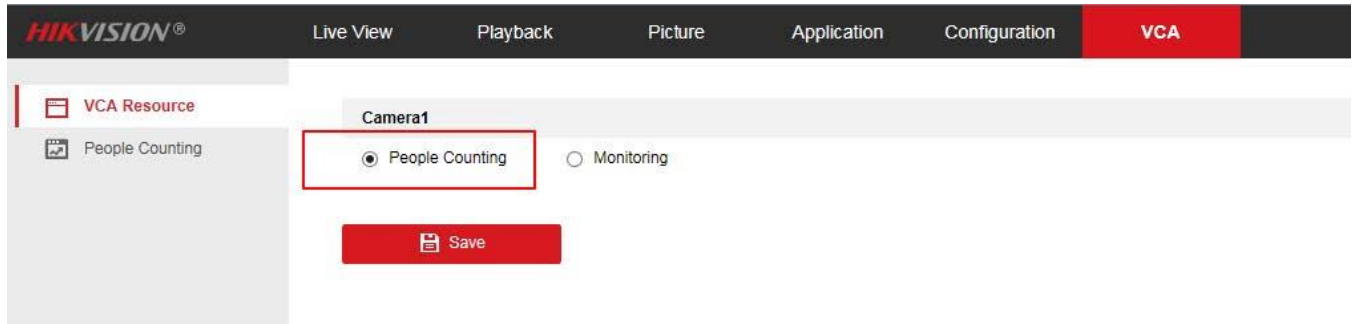 HIKVISION® Live View Playback Picture Application Configuration VCA
VCA Resource
People Counting
Camera1
People Counting Monitoring
Save